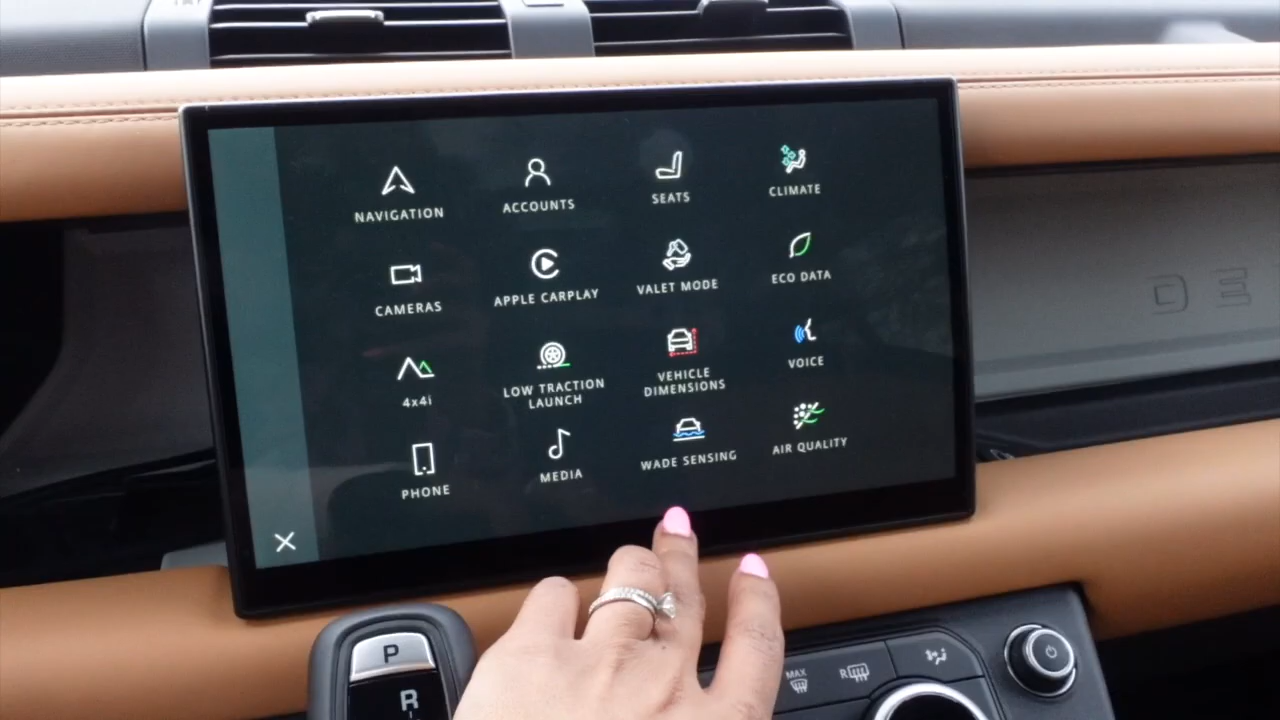 NAVIGATION
ACCOUNTS
SEATS
CLIMATE
CAMERAS
APPLE CARPLAY
VALET MODE
ECO DATA
4x4i
LOW TRACTION
LAUNCH
VEHICLE
DIMENSIONS
VOICE
PHONE
MEDIA
WADE SENSING
AIR QUALITY
D E
P
R
MAX
R